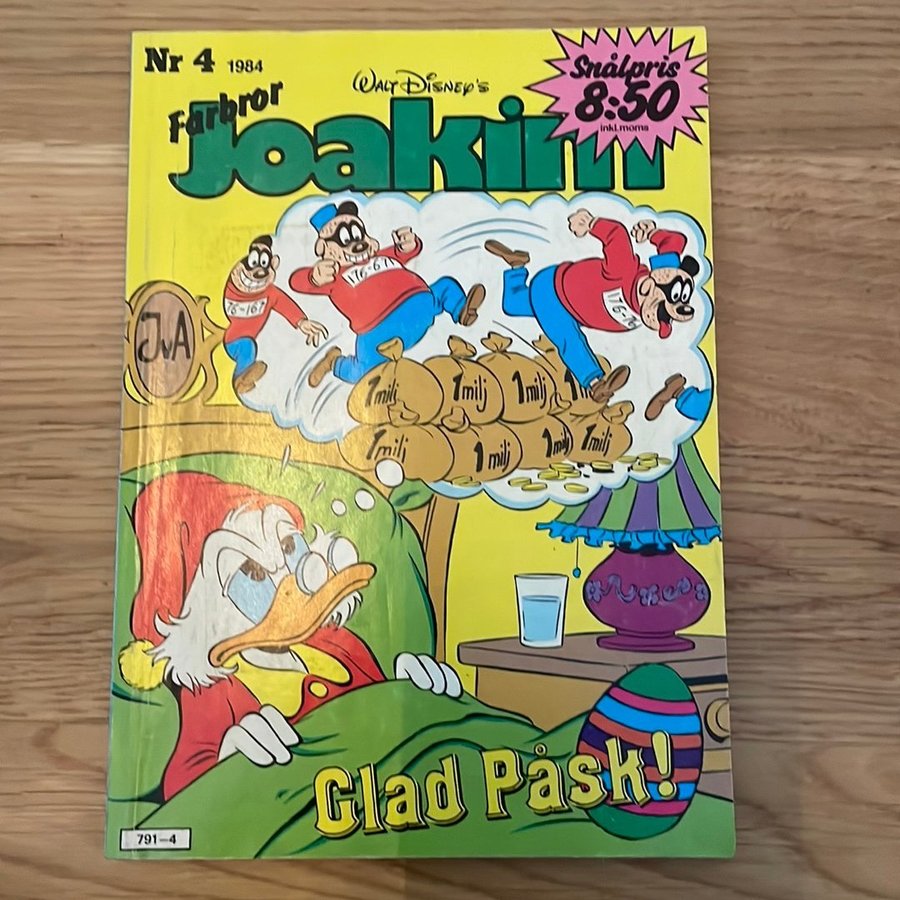 Nr 4 1984
WALT DISNEY'S
Farbror
Joakim
Snålpris
8:50
inkl.moms
176-167
176-671
176-76
JvA
1 milj
1 milj
1 milj
1 milj
1 milj
1 milj
1 milj
Glad Påsk!
791-4